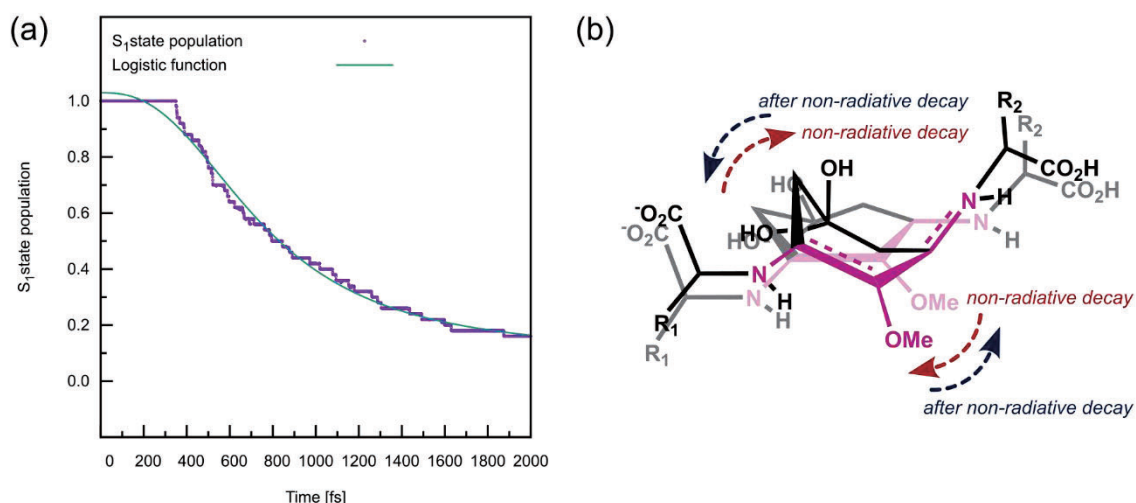 (a)
S₁state population
Logistic function
1.0
0.8
0.6
0.4
0.2
0.0
S₁state population
0 200 400 600 800 1000 1200 1400 1600 1800 2000
Time [fs]
(b)
after non-radiative decay
non-radiative decay
R₂
R₂
OH
HO
CO₂H
CO₂H
⁻O₂C
⁻O₂C
HO
HO
N H
N
H
N
H
N
H
OMe
OMe
R₁
R₁
non-radiative decay
after non-radiative decay